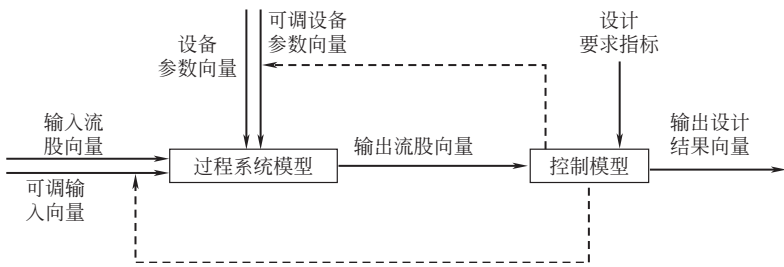 设备
参数向量
可调设备
参数向量
设计
要求指标
输入流
股向量
可调输
入向量
过程系统模型
输出流股向量
控制模型
输出设计
结果向量